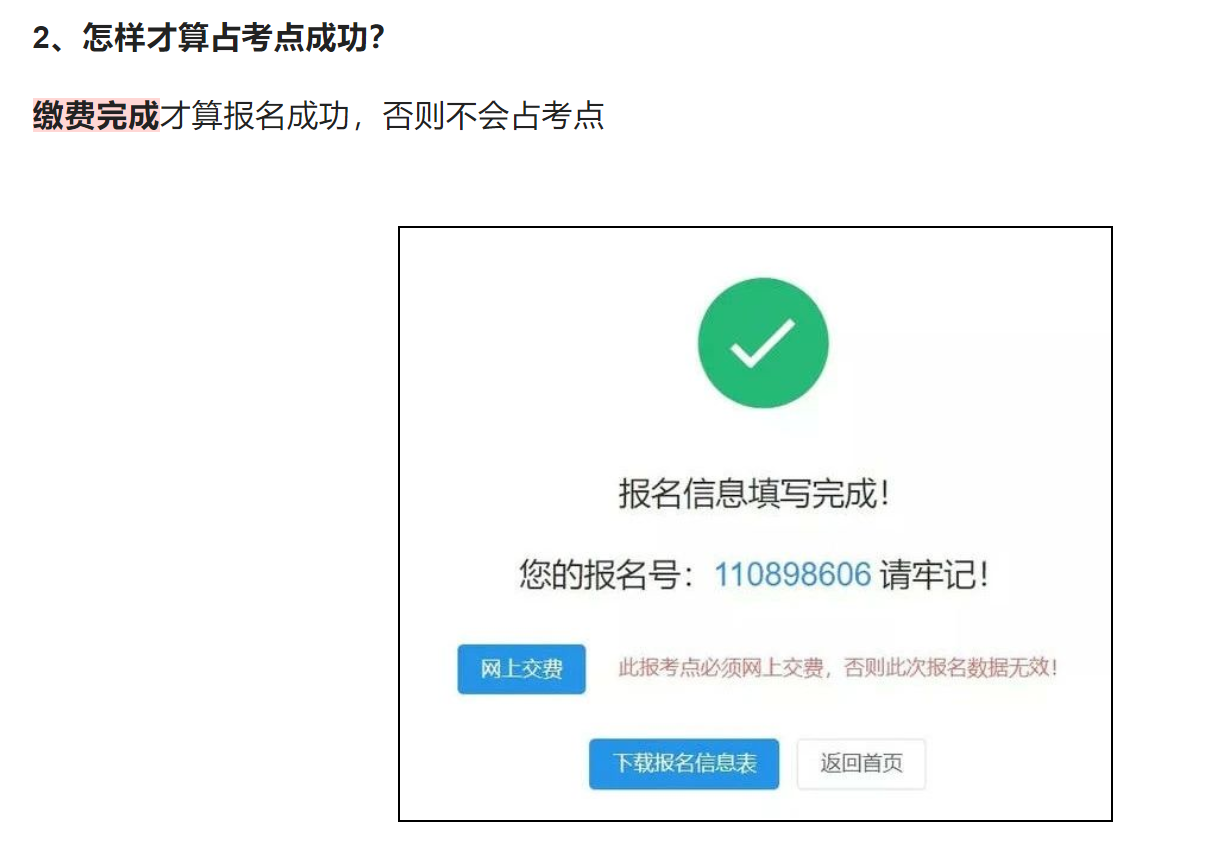 2、怎样才算占考点成功？
缴费完成才算报名成功，否则不会占考点
报名信息填写完成！
您的报名号：110898606 请牢记！
网上交费 此报考点必须网上交费，否则此次报名数据无效！
下载报名信息表 返回首页